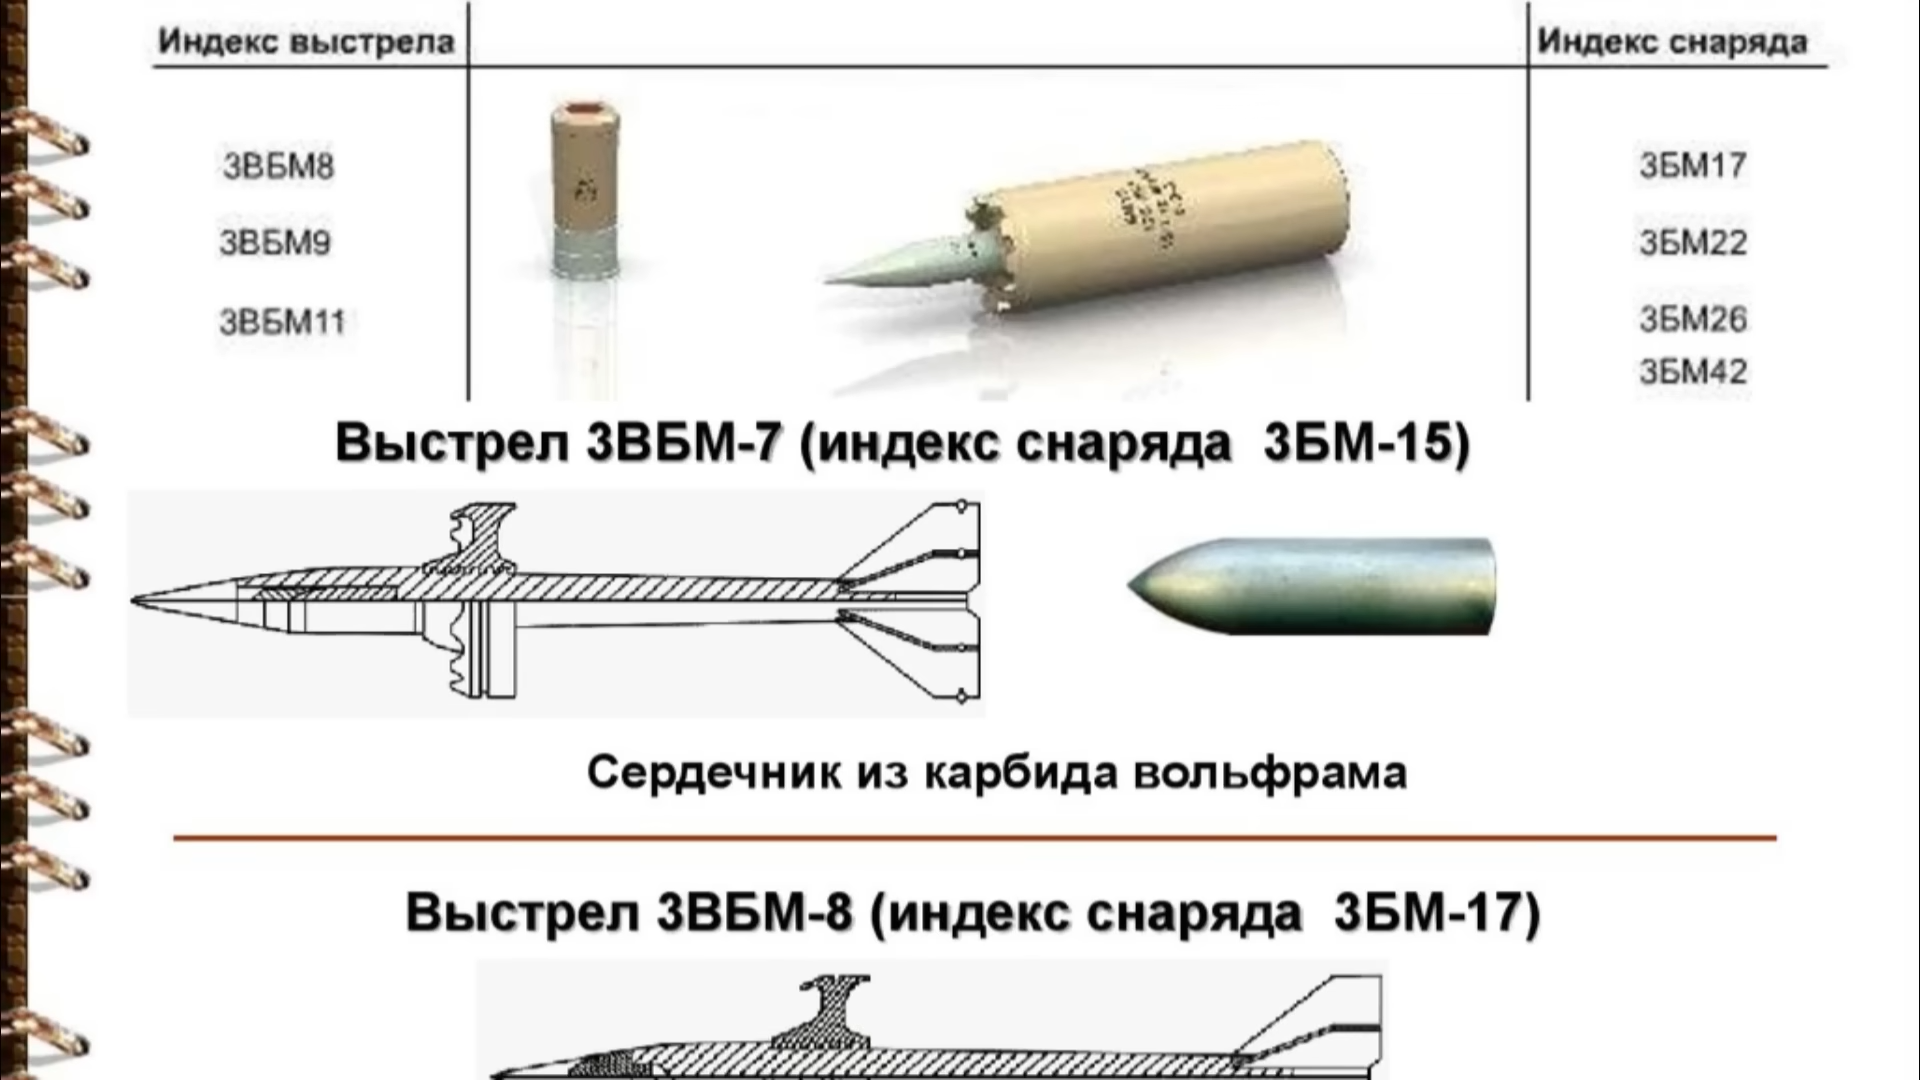 Индекс выстрела
Индекс снаряда
3ВБМ8
3БМ17
3ВБМ9
3БМ22
3ВБМ11
3БМ26
3БМ42
Выстрел 3ВБМ-7 (индекс снаряда 3БМ-15)
Сердечник из карбида вольфрама
Выстрел 3ВБМ-8 (индекс снаряда 3БМ-17)